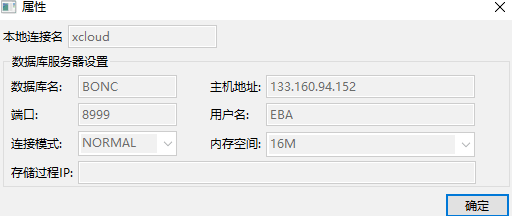 属性
本地连接名 xcloud
数据库服务器设置
数据库名: BONC 主机地址: 133.160.94.152
端口: 8999 用户名: EBA
连接模式: NORMAL 内存空间: 16M
存储过程IP:
确定